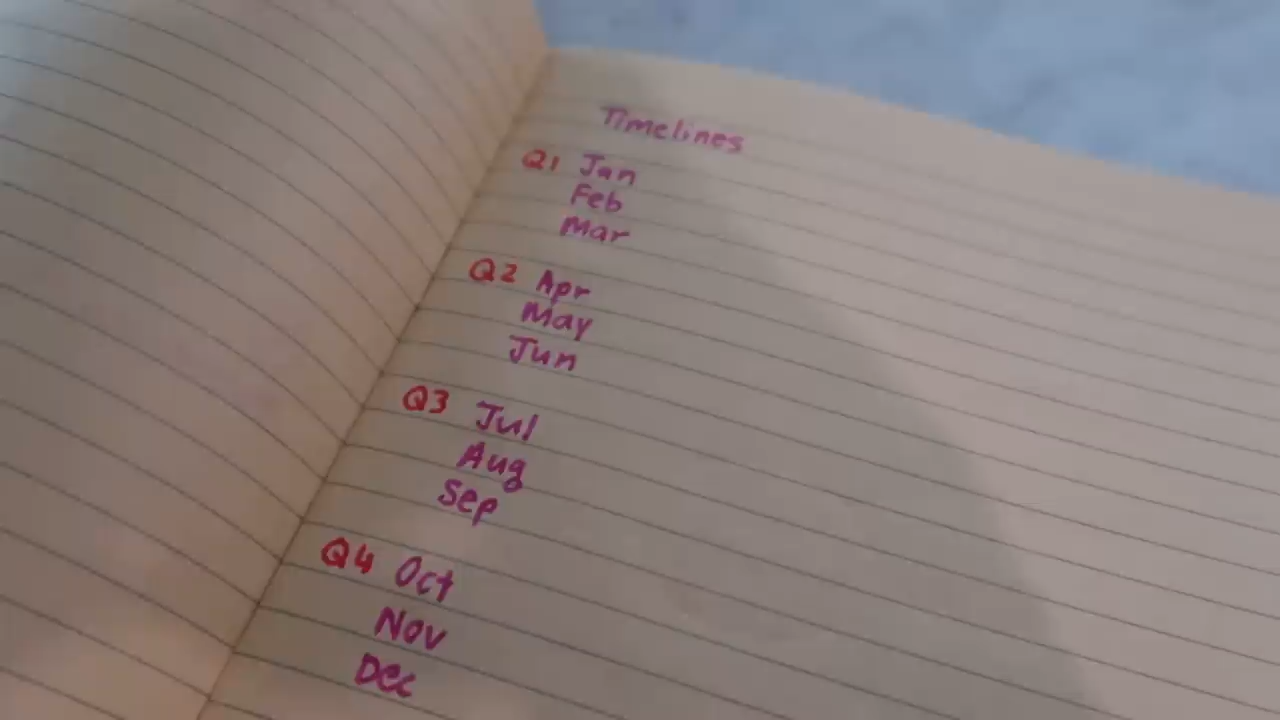 Timelines
Q1 Jan
Feb
Mar
Q2 Apr
May
Jun
Q3 Jul
Aug
Sep
Q4 Oct
Nov
Dec